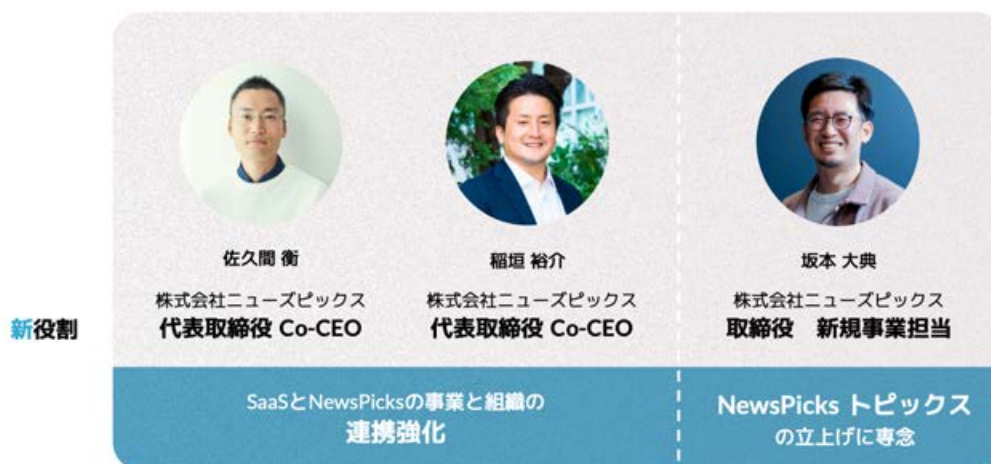 佐久間 衡
稲垣 裕介
坂本 大典
株式会社ニューズピックス
株式会社ニューズピックス
株式会社ニューズピックス
新役割
代表取締役 Co-CEO
代表取締役 Co-CEO
取締役　新規事業担当
SaaSとNewsPicksの事業と組織の
連携強化
NewsPicks トピックス
の立上げに専念